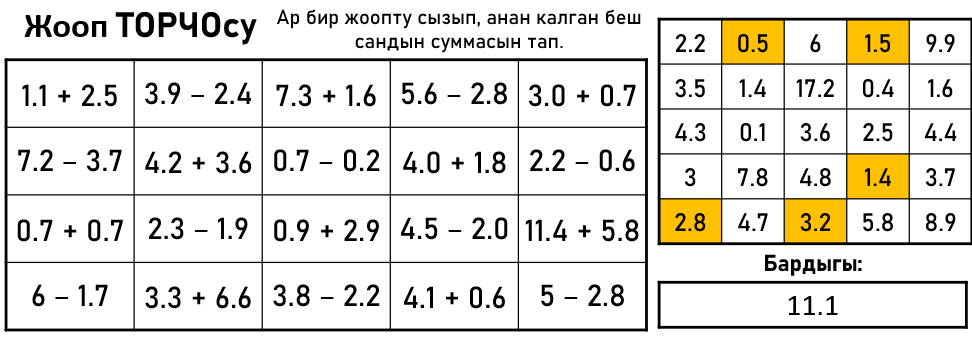 Жооп ТОРЧОсу
Ар бир жоопту сызып, анан калган беш
сандын суммасын тап.
1.1 + 2.5 3.9 – 2.4 7.3 + 1.6 5.6 – 2.8 3.0 + 0.7
7.2 – 3.7 4.2 + 3.6 0.7 – 0.2 4.0 + 1.8 2.2 – 0.6
0.7 + 0.7 2.3 – 1.9 0.9 + 2.9 4.5 – 2.0 11.4 + 5.8
6 – 1.7 3.3 + 6.6 3.8 – 2.2 4.1 + 0.6 5 – 2.8
2.2 0.5 6 1.5 9.9
3.5 1.4 17.2 0.4 1.6
4.3 0.1 3.6 2.5 4.4
3 7.8 4.8 1.4 3.7
2.8 4.7 3.2 5.8 8.9
Бардыгы:
11.1